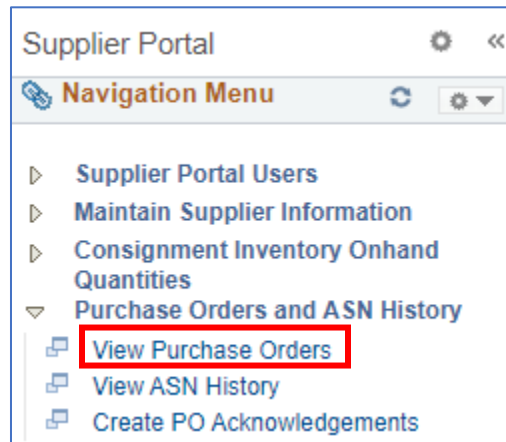 Supplier Portal
Navigation Menu
Supplier Portal Users
Maintain Supplier Information
Consignment Inventory Onhand
Quantities
Purchase Orders and ASN History
View Purchase Orders
View ASN History
Create PO Acknowledgements